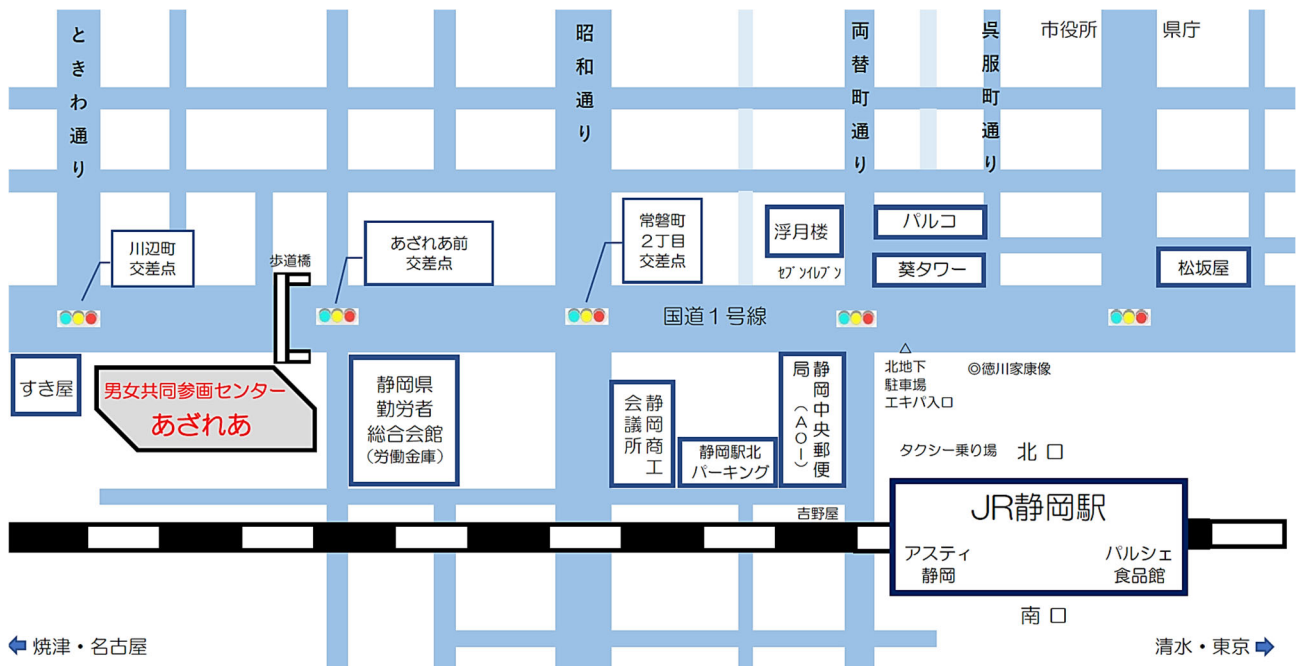 ときわ通り
昭和通り
両替町通り
呉服町通り
市役所
県庁
川辺町
交差点
歩道橋
あざれあ前
交差点
常磐町
2丁目
交差点
浮月楼
セブンイレブン
パルコ
葵タワー
松坂屋
国道1号線
すき屋
男女共同参画センター
あざれあ
静岡県
勤労者
総合会館
(労働金庫)
静岡商工
会議所
静岡駅北
パーキング
静岡中央郵便
局(AOI)
△
北地下
駐車場
エキパ入口
◎徳川家康像
タクシー乗り場
北口
吉野屋
JR静岡駅
アスティ
静岡
パルシェ
食品館
南口
焼津・名古屋
清水・東京